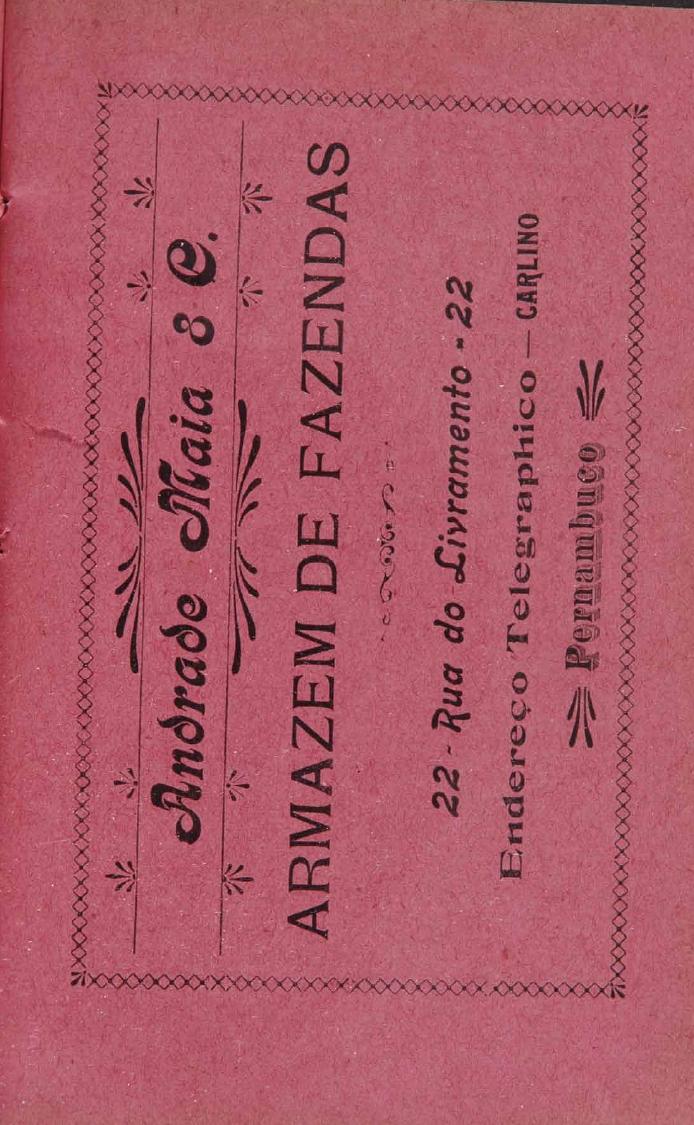 Andrade Maia & C.
ARMAZEM DE FAZENDAS
22 - Rua do Livramento - 22
Endereço Telegraphico — CARLINO
Pernambuco